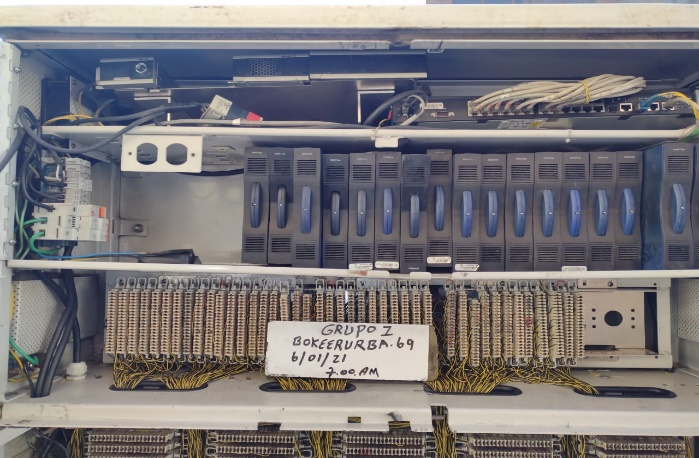 GRUPO I
BOKEERURBA.69
6/01/21
7.00.AM